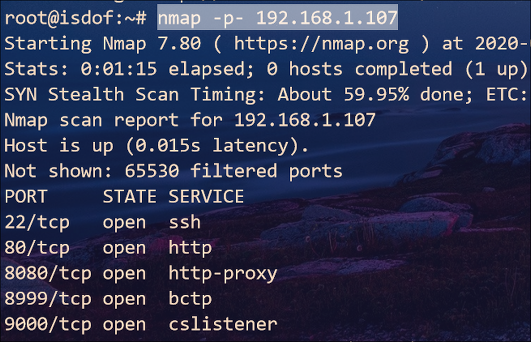 root@isdof:~# nmap -p- 192.168.1.107
Starting Nmap 7.80 ( https://nmap.org ) at 2020-
Stats: 0:01:15 elapsed; 0 hosts completed (1 up)
SYN Stealth Scan Timing: About 59.95% done; ETC:
Nmap scan report for 192.168.1.107
Host is up (0.015s latency).
Not shown: 65530 filtered ports
PORT     STATE SERVICE
22/tcp   open  ssh
80/tcp   open  http
8080/tcp open  http-proxy
8999/tcp open  bctp
9000/tcp open  cslistener